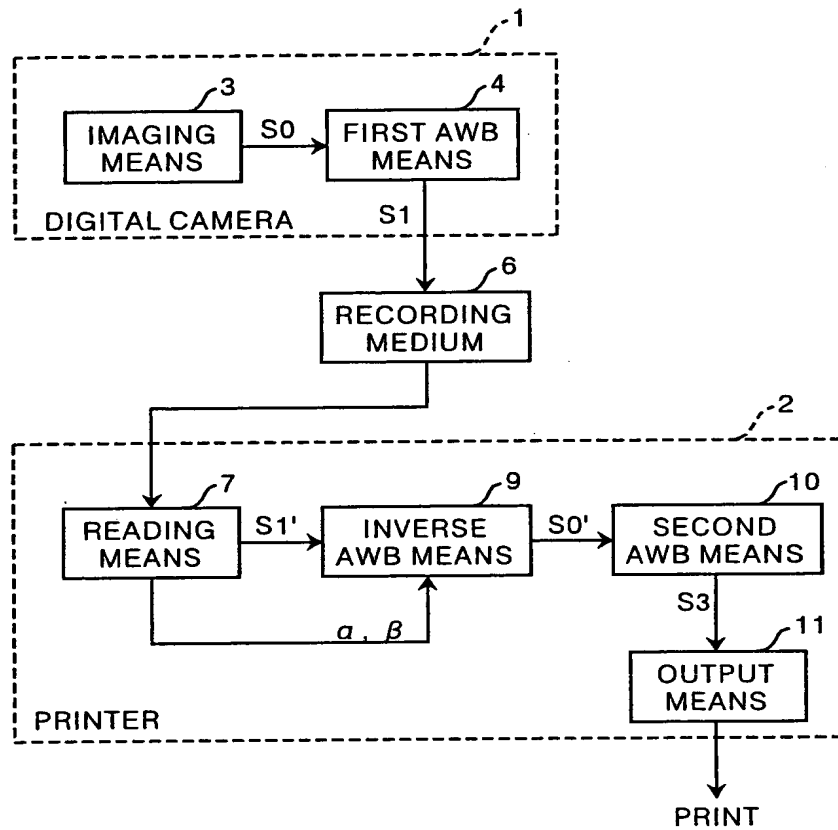 1
3
4
IMAGING
MEANS
S0
FIRST AWB
MEANS
DIGITAL CAMERA
S1
6
RECORDING
MEDIUM
2
7
9
10
READING
MEANS
S1'
INVERSE
AWB MEANS
S0'
SECOND
AWB MEANS
α, β
S3
11
OUTPUT
MEANS
PRINTER
PRINT